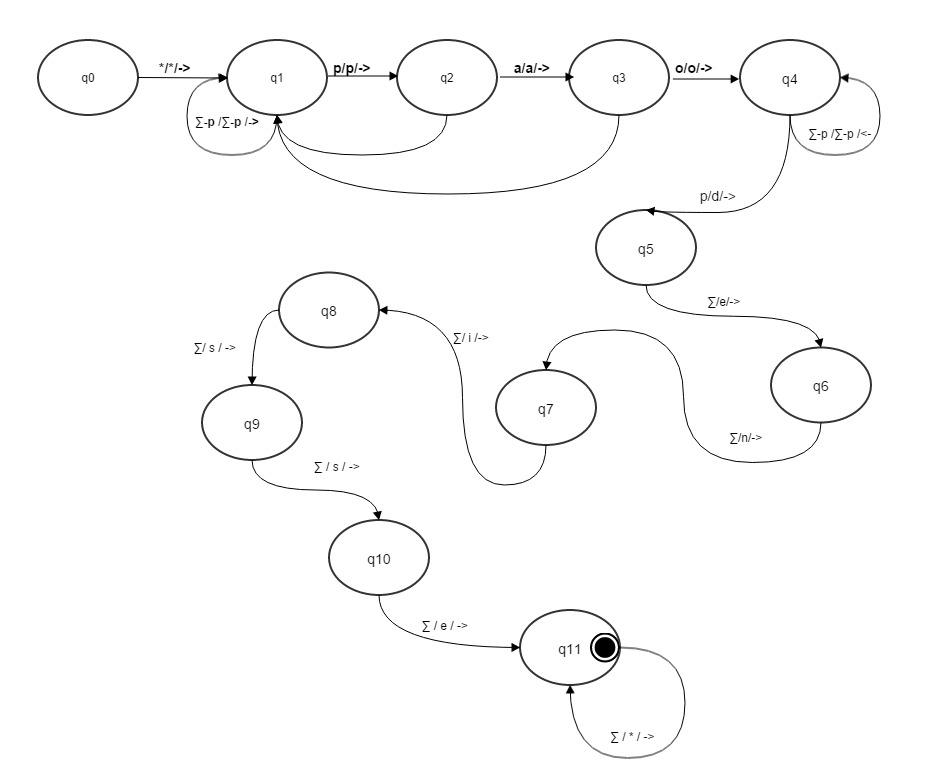 q0
*/*/->
q1
p/p/->
q2
a/a/->
q3
o/o/->
q4
∑-p /∑-p /->
∑-p /∑-p /<-
p/d/->
q5
∑/e/->
q6
∑/n/->
q7
∑/ i /->
q8
∑/ s / ->
q9
∑ / s / ->
q10
∑ / e / ->
q11
∑ / * / ->